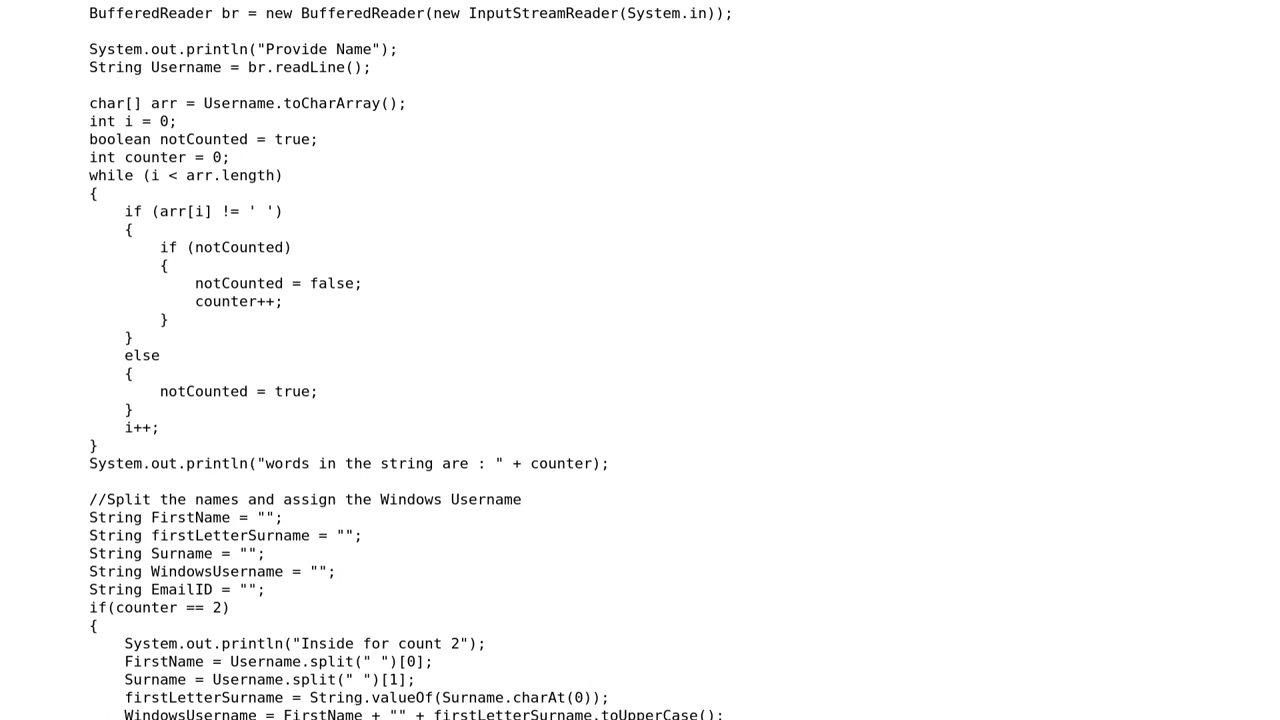 BufferedReader br = new BufferedReader(new InputStreamReader(System.in));

System.out.println("Provide Name");
String Username = br.readLine();

char[] arr = Username.toCharArray();
int i = 0;
boolean notCounted = true;
int counter = 0;
while (i < arr.length)
{
    if (arr[i] != ' ')
    {
        if (notCounted)
        {
            notCounted = false;
            counter++;
        }
    }
    else
    {
        notCounted = true;
    }
    i++;
}
System.out.println("words in the string are : " + counter);

//Split the names and assign the Windows Username
String FirstName = "";
String firstLetterSurname = "";
String Surname = "";
String WindowsUsername = "";
String EmailID = "";
if(counter == 2)
{
    System.out.println("Inside for count 2");
    FirstName = Username.split(" ")[0];
    Surname = Username.split(" ")[1];
    firstLetterSurname = String.valueOf(Surname.charAt(0));
    WindowsUsername = FirstName + "" + firstLetterSurname.toUpperCase();